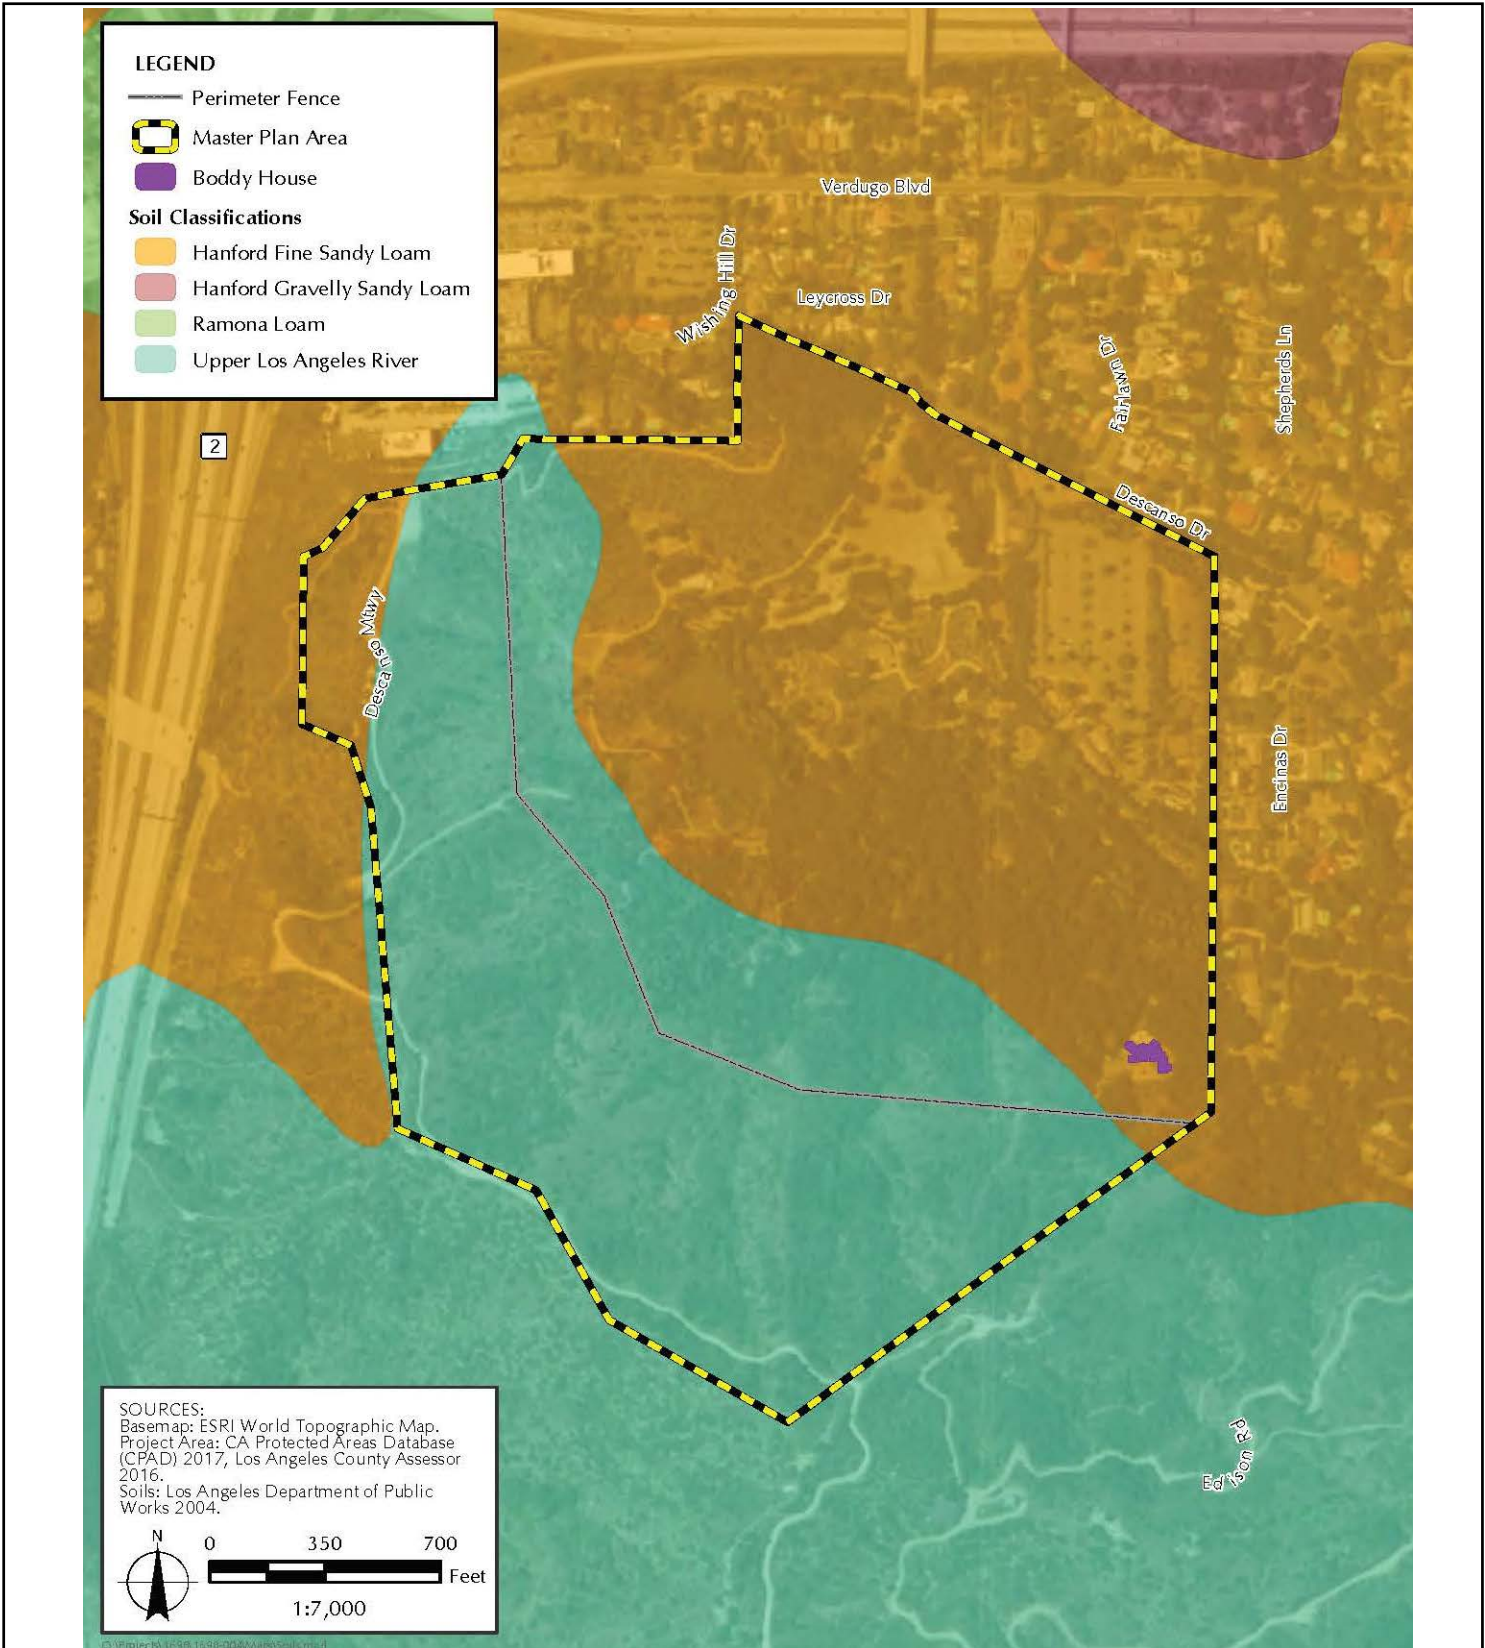 LEGEND
Perimeter Fence
Master Plan Area
Boddy House
Soil Classifications
Hanford Fine Sandy Loam
Hanford Gravelly Sandy Loam
Ramona Loam
Upper Los Angeles River
Verdugo Blvd
Wishing Hill Dr
Leycross Dr
Fairlawn Dr
Shepherds Ln
2
Descanso Dr
Descanso Mtwy
Encinas Dr
Edison Rd
SOURCES:
Basemap: ESRI World Topographic Map.
Project Area: CA Protected Areas Database
(CPAD) 2017, Los Angeles County Assessor
2016.
Soils: Los Angeles Department of Public
Works 2004.
N
0 350 700
Feet
1:7,000